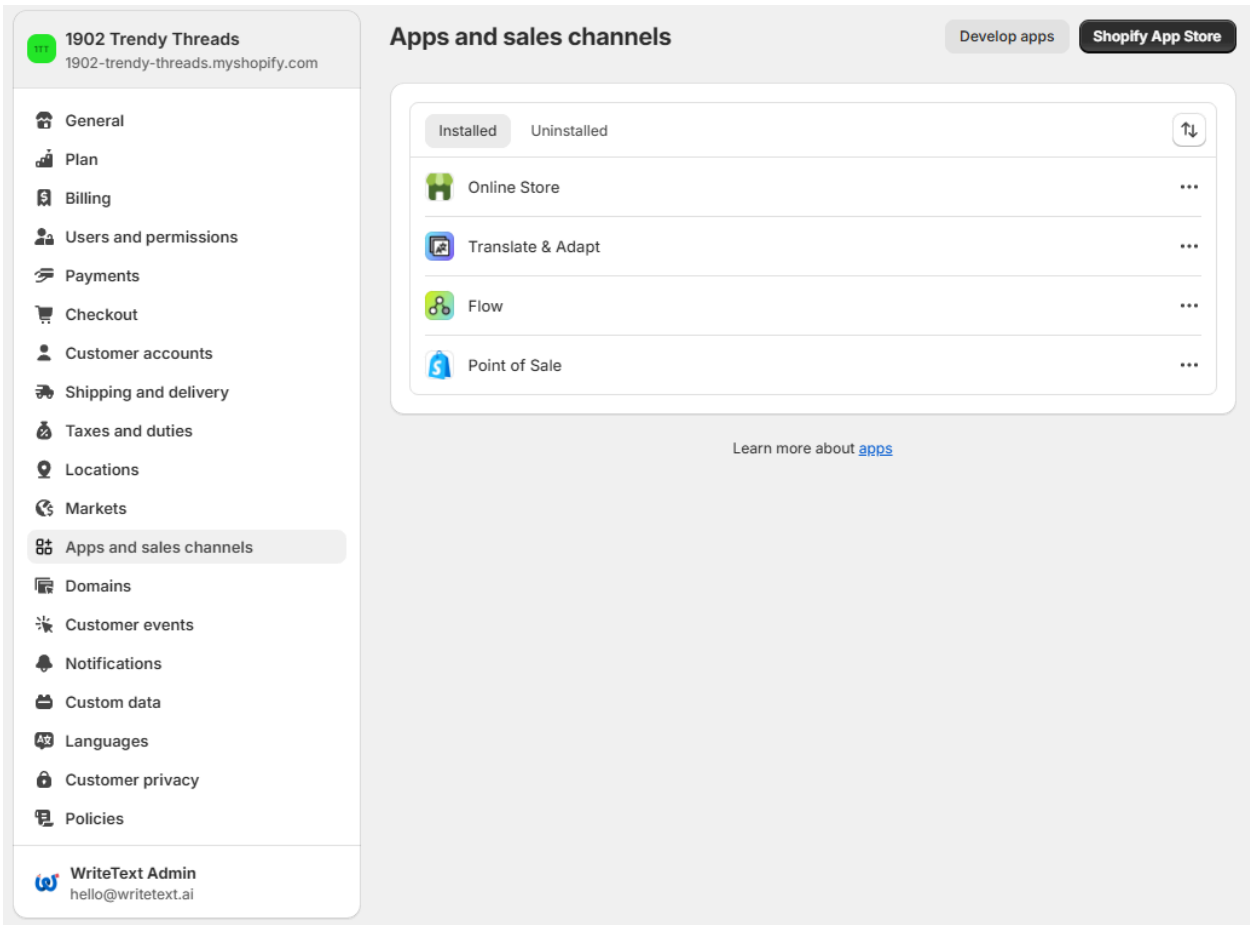 1TT
1902 Trendy Threads
1902-trendy-threads.myshopify.com
General
Plan
Billing
Users and permissions
Payments
Checkout
Customer accounts
Shipping and delivery
Taxes and duties
Locations
Markets
Apps and sales channels
Domains
Customer events
Notifications
Custom data
Languages
Customer privacy
Policies
WriteText Admin
hello@writetext.ai
Apps and sales channels
Develop apps
Shopify App Store
Installed
Uninstalled
Online Store
Translate & Adapt
Flow
Point of Sale
Learn more about apps